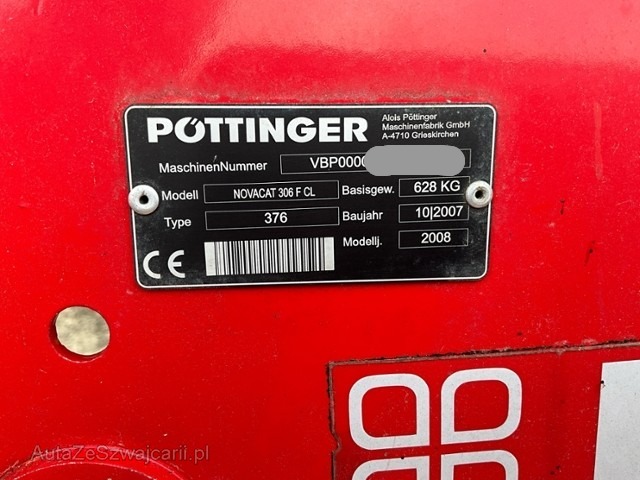 PÖTTINGER
Alois Pöttinger
Maschinenfabrik GmbH
A-4710 Grieskirchen
MaschinenNummer VBP0000
Modell NOVACAT 306 F CL Basisgew. 628 KG
Type 376 Baujahr 10|2007
Modellj. 2008
CE
AutaZeSzwajcarii.pl